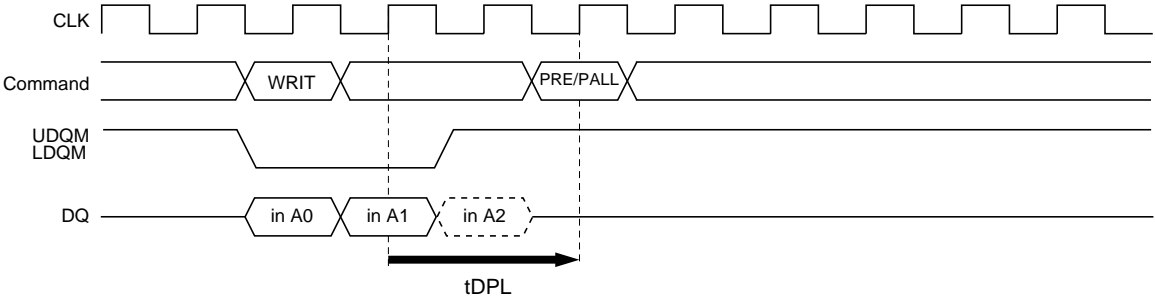 CLK
Command WRIT PRE/PALL
UDQM
LDQM
DQ in A0 in A1 in A2
tDPL